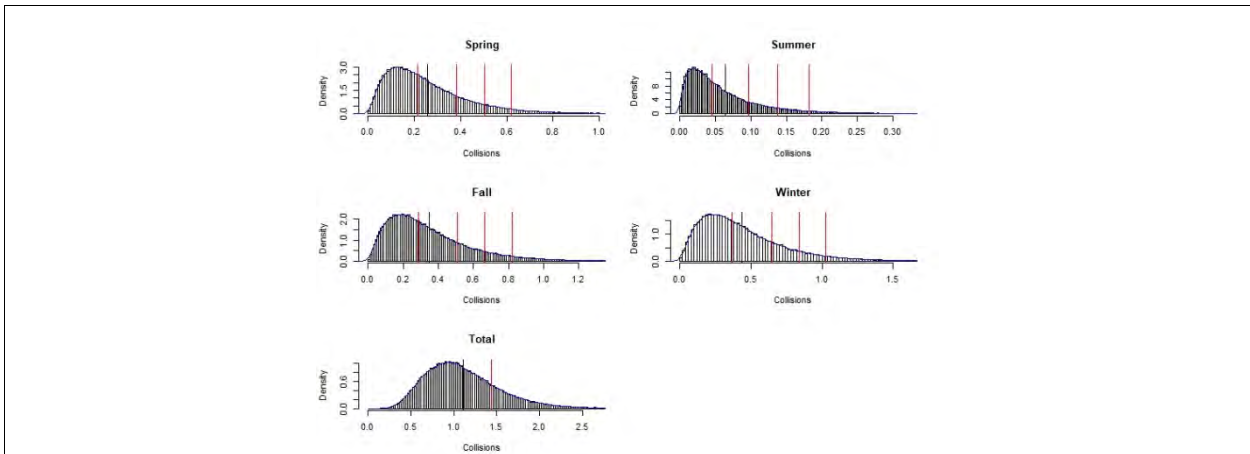 Spring
Density
0.0 1.5 3.0
0.0 0.2 0.4 0.6 0.8 1.0
Collisions
Summer
Density
0 4 8
0.00 0.05 0.10 0.15 0.20 0.25 0.30
Collisions
Fall
Density
0.0 1.0 2.0
0.0 0.2 0.4 0.6 0.8 1.0 1.2
Collisions
Winter
Density
0.0 1.0
0.0 0.5 1.0 1.5
Collisions
Total
Density
0.0 0.6
0.0 0.5 1.0 1.5 2.0 2.5
Collisions